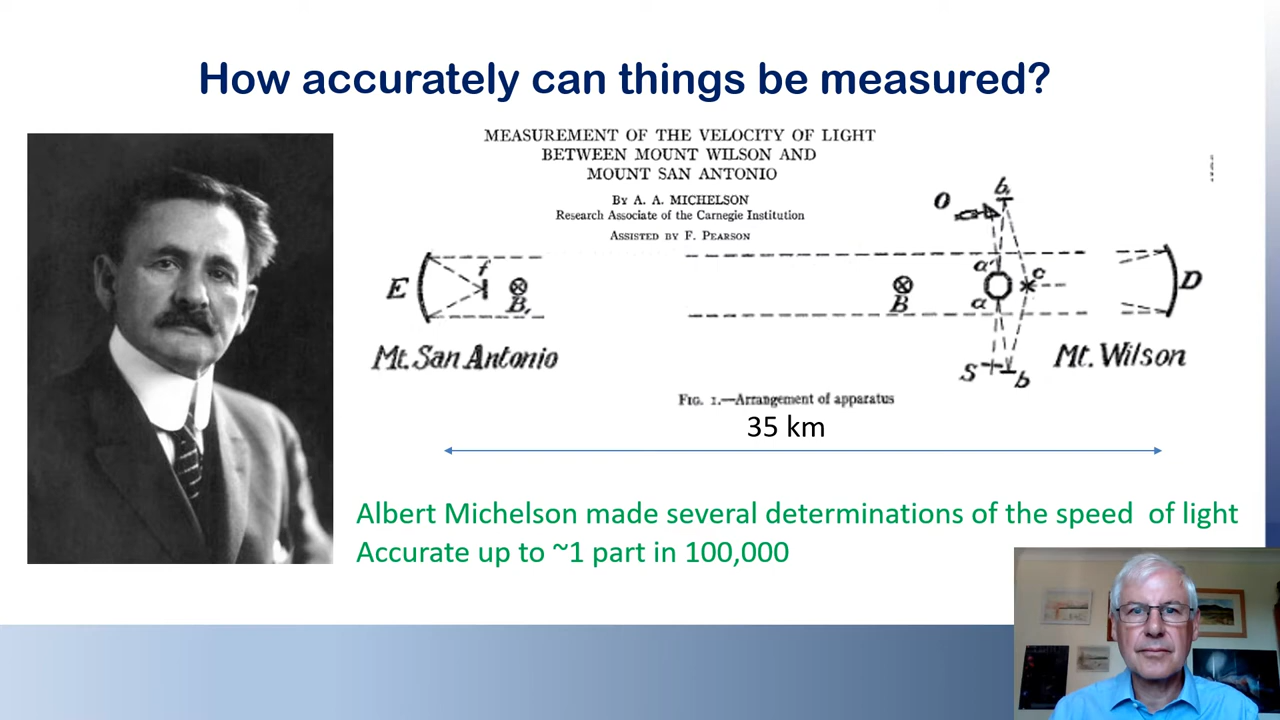 How accurately can things be measured?
MEASUREMENT OF THE VELOCITY OF LIGHT
BETWEEN MOUNT WILSON AND
MOUNT SAN ANTONIO
By A. A. MICHELSON
Research Associate of the Carnegie Institution
Assisted by F. Pearson
O
b,
E
f
B,
B
a'
a
c
D
Mt. San Antonio
S
b
Mt. Wilson
Fig. 1.—Arrangement of apparatus
35 km
Albert Michelson made several determinations of the speed of light
Accurate up to ~1 part in 100,000